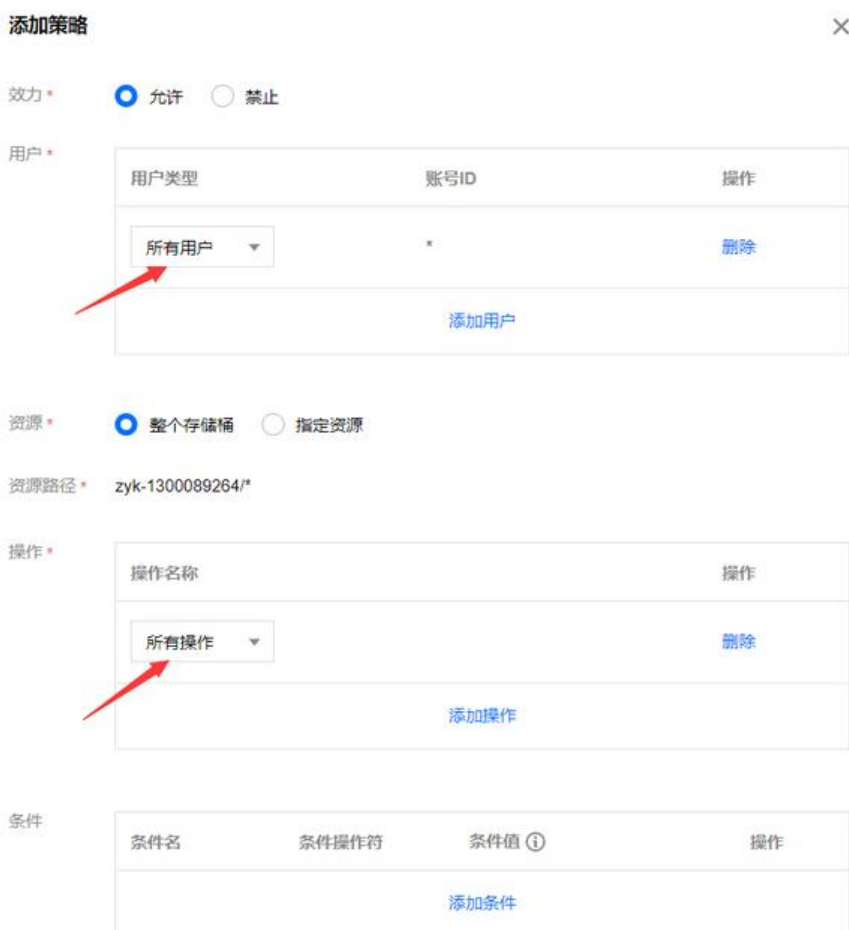 添加策略
效力 * 允许 禁止
用户 *
用户类型 账号ID 操作
所有用户 * 删除
添加用户
资源 * 整个存储桶 指定资源
资源路径 * zyk-1300089264/*
操作 *
操作名称 操作
所有操作 删除
添加操作
条件
条件名 条件操作符 条件值 操作
添加条件